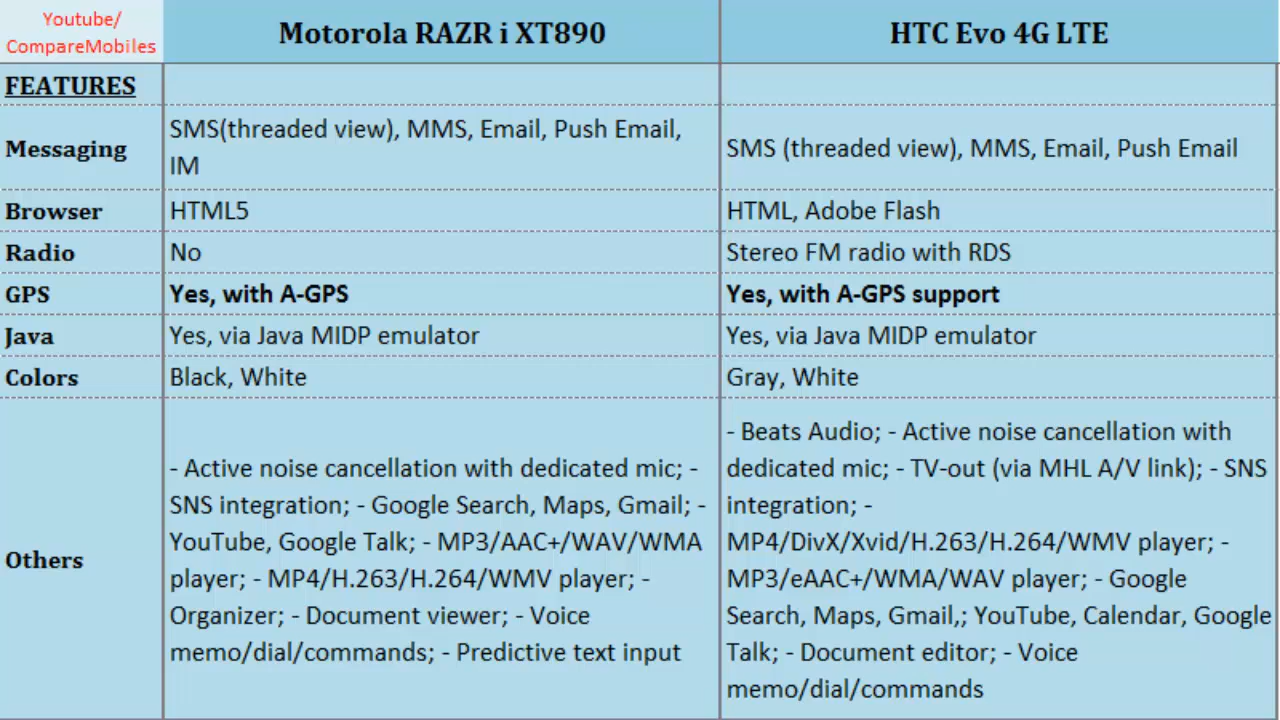 Youtube/
CompareMobiles
Motorola RAZR i XT890
HTC Evo 4G LTE
FEATURES
Messaging
SMS(threaded view), MMS, Email, Push Email,
IM
SMS (threaded view), MMS, Email, Push Email
Browser
HTML5
HTML, Adobe Flash
Radio
No
Stereo FM radio with RDS
GPS
Yes, with A-GPS
Yes, with A-GPS support
Java
Yes, via Java MIDP emulator
Yes, via Java MIDP emulator
Colors
Black, White
Gray, White
Others
- Active noise cancellation with dedicated mic; -
SNS integration; - Google Search, Maps, Gmail; -
YouTube, Google Talk; - MP3/AAC+/WAV/WMA
player; - MP4/H.263/H.264/WMV player; -
Organizer; - Document viewer; - Voice
memo/dial/commands; - Predictive text input
- Beats Audio; - Active noise cancellation with
dedicated mic; - TV-out (via MHL A/V link); - SNS
integration; -
MP4/DivX/Xvid/H.263/H.264/WMV player; -
MP3/eAAC+/WMA/WAV player; - Google
Search, Maps, Gmail,; YouTube, Calendar, Google
Talk; - Document editor; - Voice
memo/dial/commands